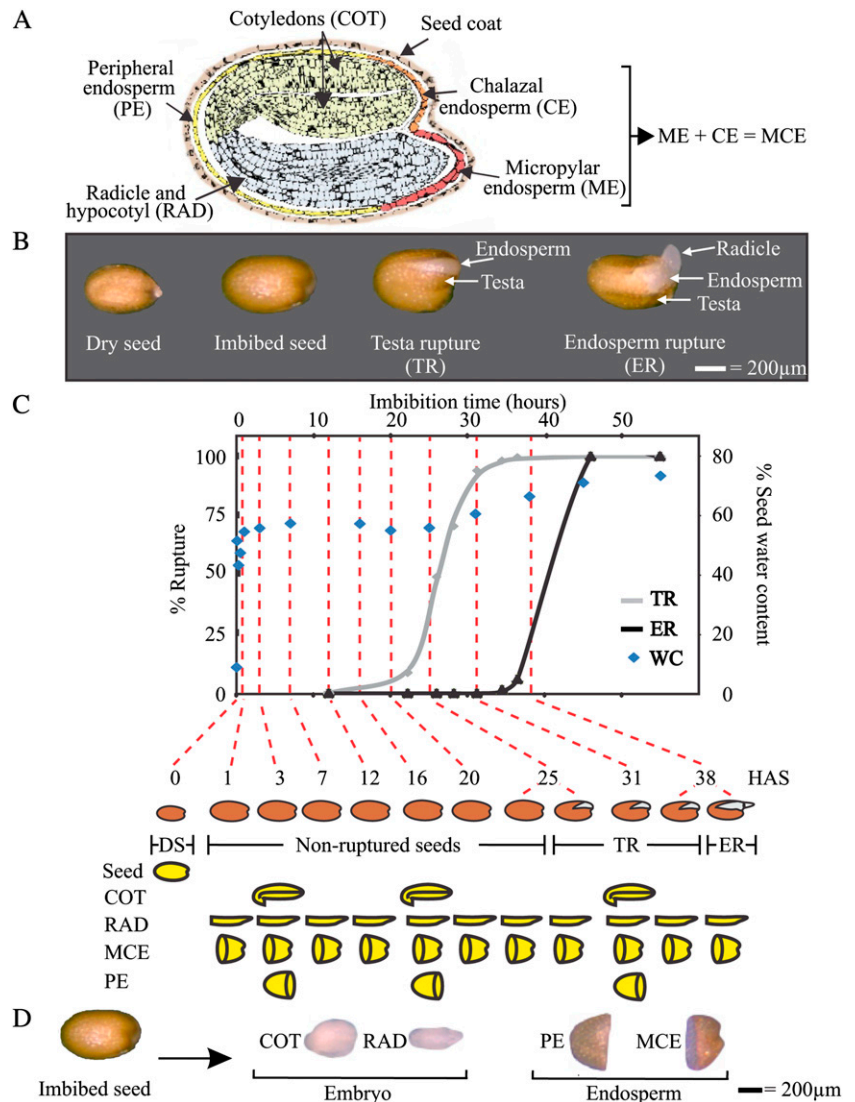 A
Cotyledons (COT)
Seed coat
Peripheral
endosperm
(PE)
Chalazal
endosperm (CE)
ME + CE = MCE
Micropylar
endosperm (ME)
Radicle and
hypocotyl (RAD)
B
Endosperm
Testa
Radicle
Endosperm
Testa
Dry seed
Imbibed seed
Testa rupture
(TR)
Endosperm rupture
(ER)
= 200µm
C
Imbibition time (hours)
0 10 20 30 40 50
% Rupture
100
75
50
25
0
% Seed water content
80
60
40
20
0
TR
ER
WC
0 1 3 7 12 16 20 25 31 38 HAS
DS Non-ruptured seeds TR ER
Seed
COT
RAD
MCE
PE
D
COT RAD PE MCE
Imbibed seed
Embryo
Endosperm
= 200µm